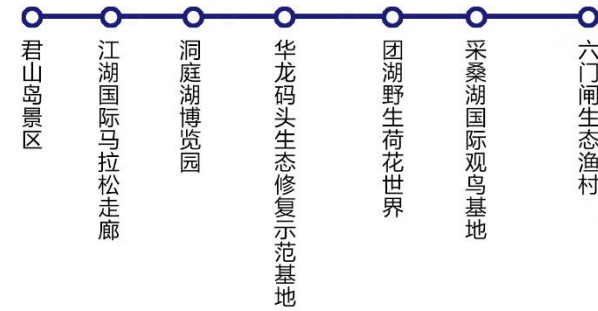 君山岛景区
江湖国际马拉松走廊
洞庭湖博览园
华龙码头生态修复示范基地
团湖野生荷花世界
采桑湖国际观鸟基地
六门闸生态渔村